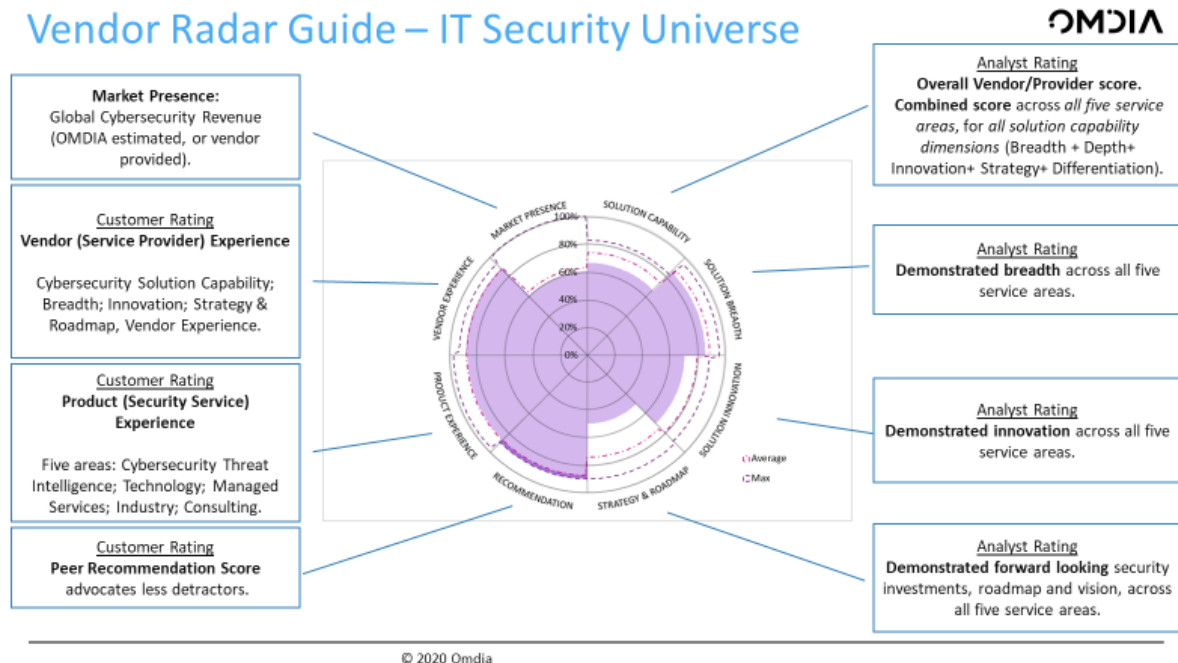 Vendor Radar Guide – IT Security Universe
OMDIA
Market Presence:
Global Cybersecurity Revenue
(OMDIA estimated, or vendor
provided).
Customer Rating
Vendor (Service Provider) Experience
Cybersecurity Solution Capability;
Breadth; Innovation; Strategy &
Roadmap, Vendor Experience.
Customer Rating
Product (Security Service)
Experience
Five areas: Cybersecurity Threat
Intelligence; Technology; Managed
Services; Industry; Consulting.
Customer Rating
Peer Recommendation Score
advocates less detractors.
MARKET PRESENCE
SOLUTION CAPABILITY
SOLUTION BREADTH
SOLUTION INNOVATION
STRATEGY & ROADMAP
RECOMMENDATION
PRODUCT EXPERIENCE
VENDOR EXPERIENCE
100%
80%
60%
40%
20%
0%
Average
Max
Analyst Rating
Overall Vendor/Provider score.
Combined score across all five service
areas, for all solution capability
dimensions (Breadth + Depth+
Innovation+ Strategy+ Differentiation).
Analyst Rating
Demonstrated breadth across all five
service areas.
Analyst Rating
Demonstrated innovation across all five
service areas.
Analyst Rating
Demonstrated forward looking security
investments, roadmap and vision, across
all five service areas.
© 2020 Omdia